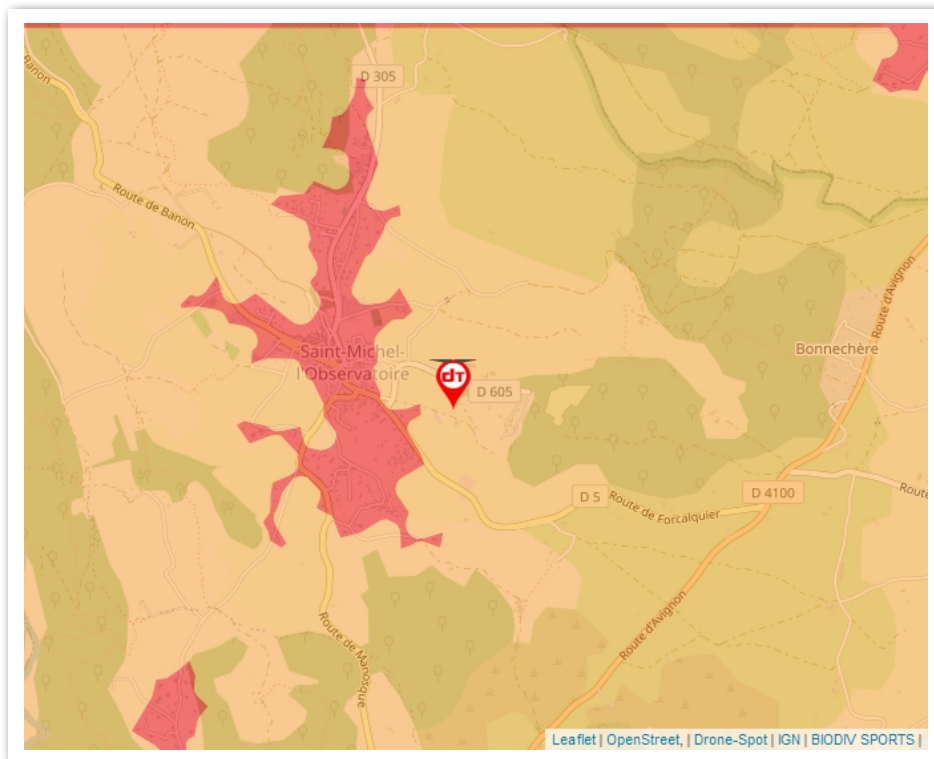 Banon
D 305
Route de Banon
Route d'Avignon
Saint-Michel-
l'Observatoire
Bonnechère
dT
D 605
D 5
Route de Forcalquier
D 4100
Route
Route d'Avignon
Route de Manosque
Leaflet | OpenStreet, | Drone-Spot | IGN | BIODIV SPORTS |